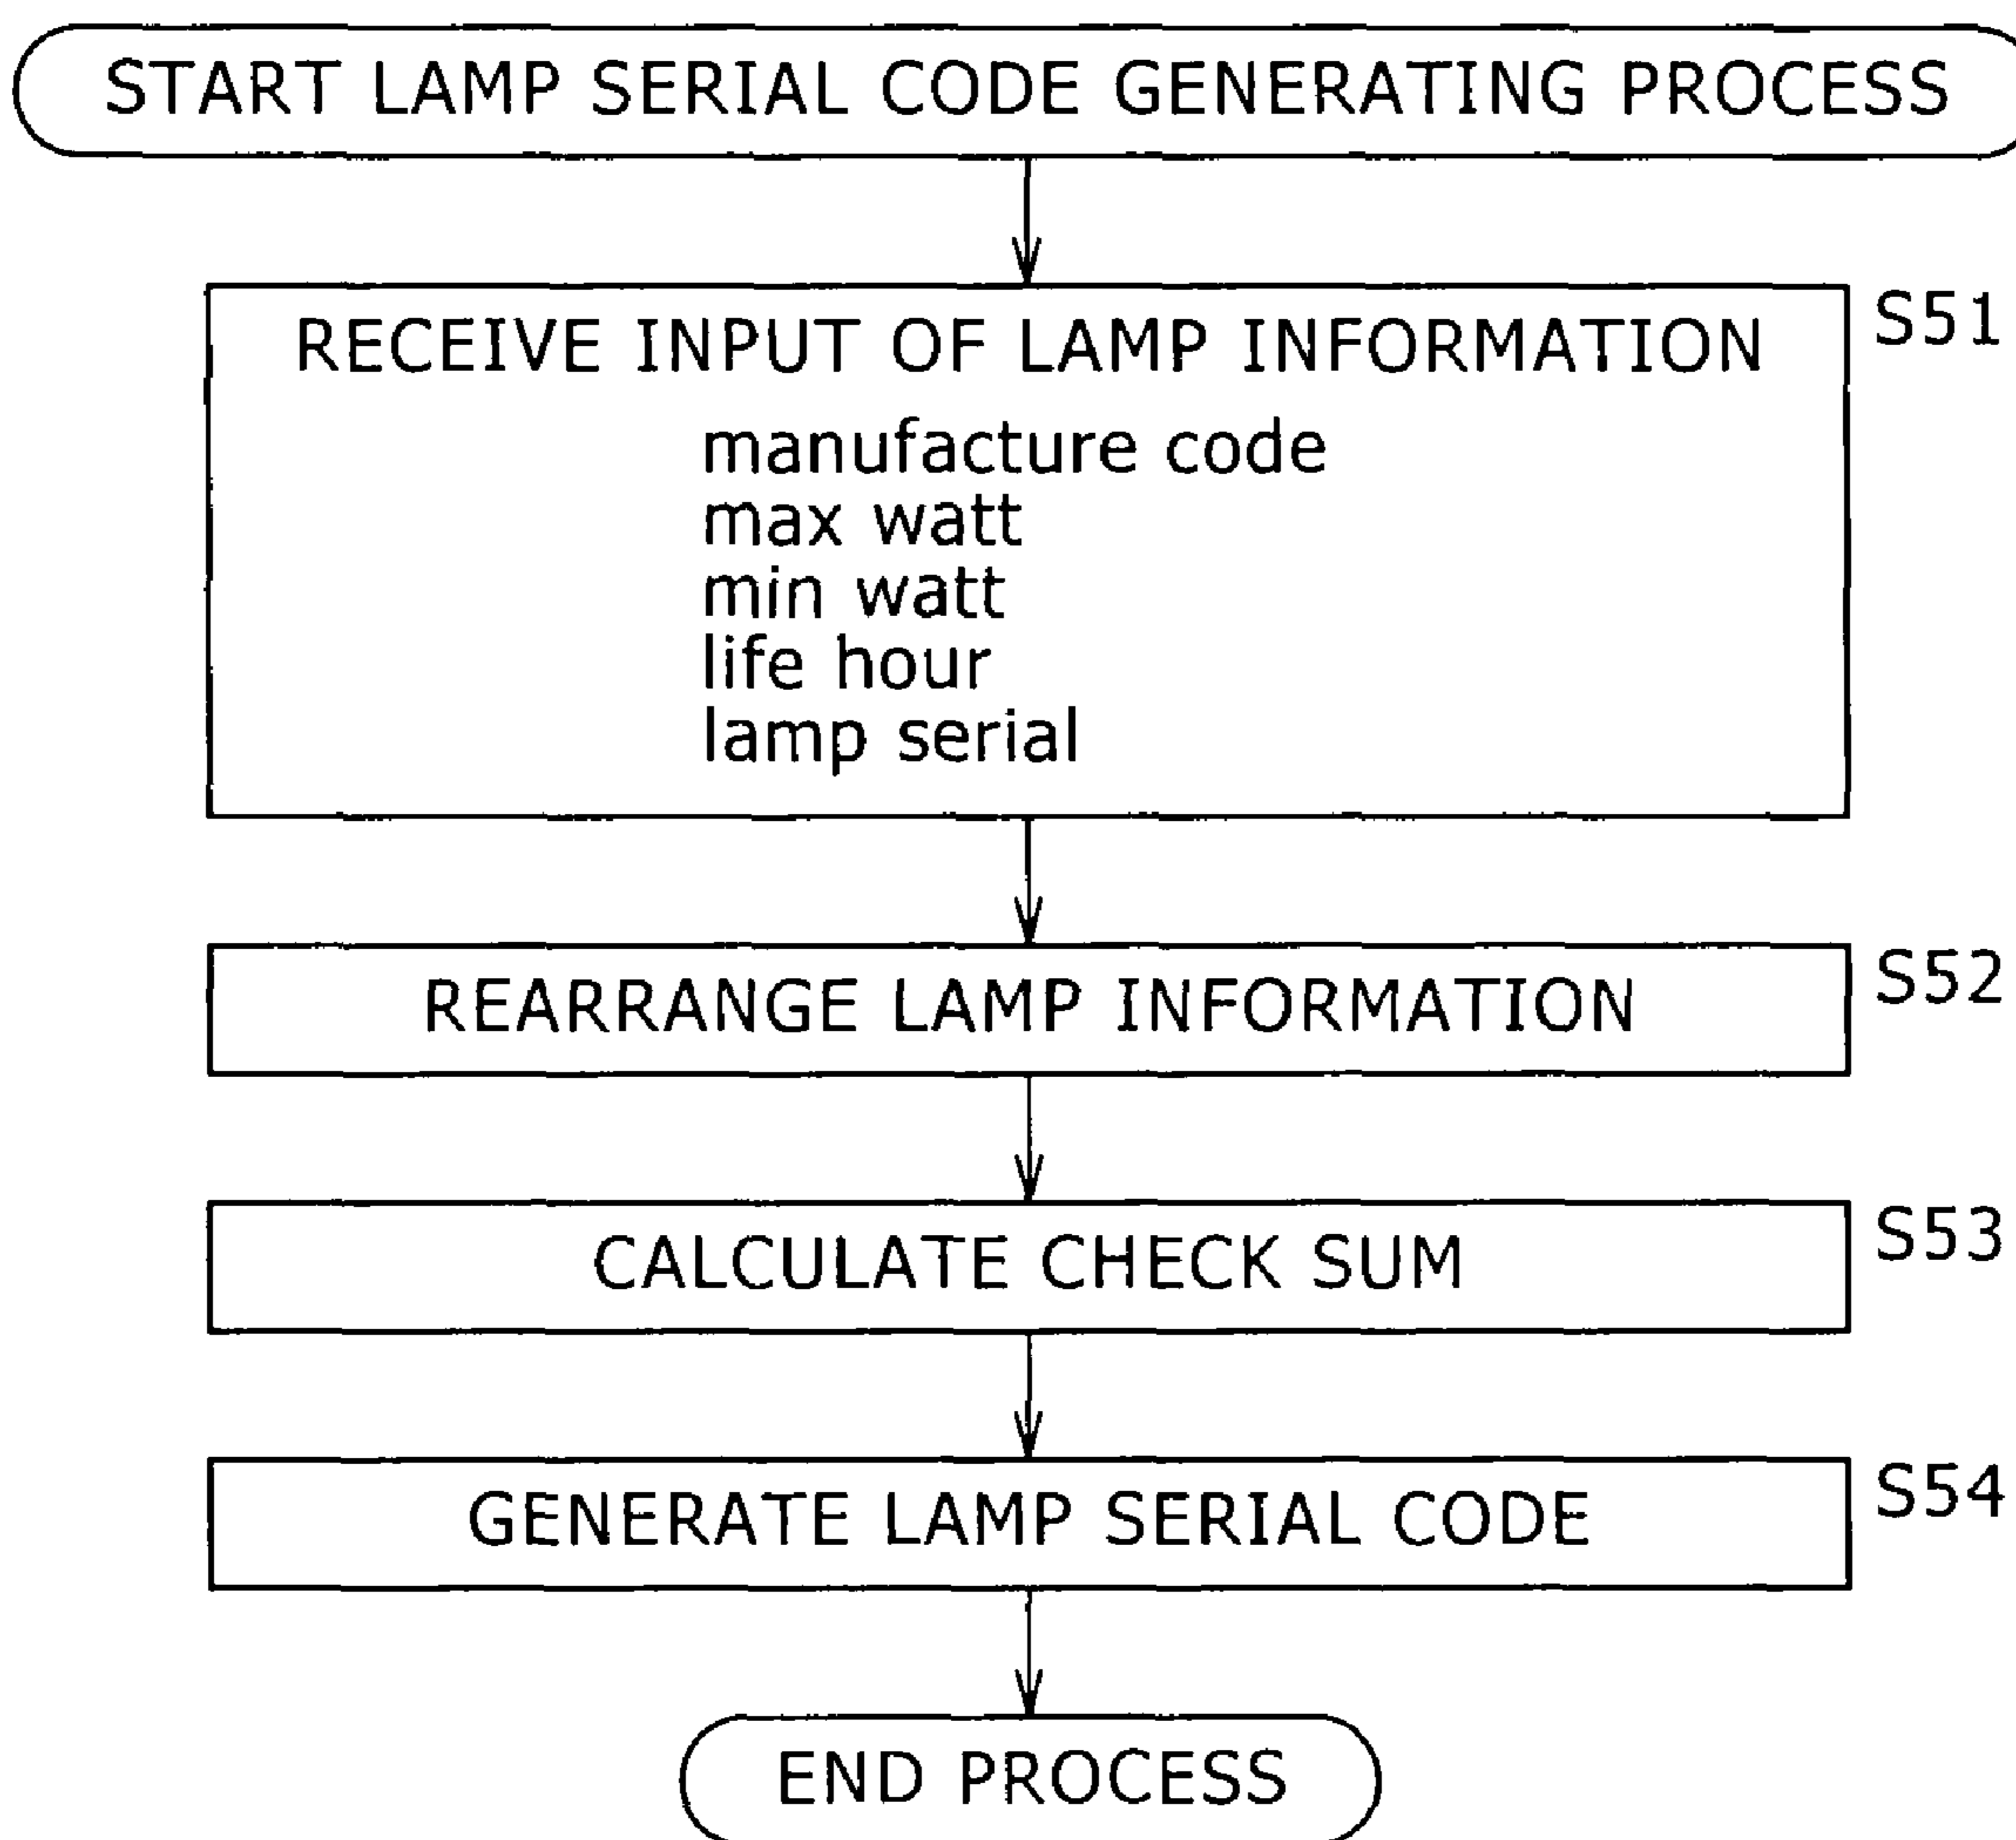 START LAMP SERIAL CODE GENERATING PROCESS
RECEIVE INPUT OF LAMP INFORMATION
S51
manufacture code
max watt
min watt
life hour
lamp serial
REARRANGE LAMP INFORMATION
S52
CALCULATE CHECK SUM
S53
GENERATE LAMP SERIAL CODE
S54
END PROCESS